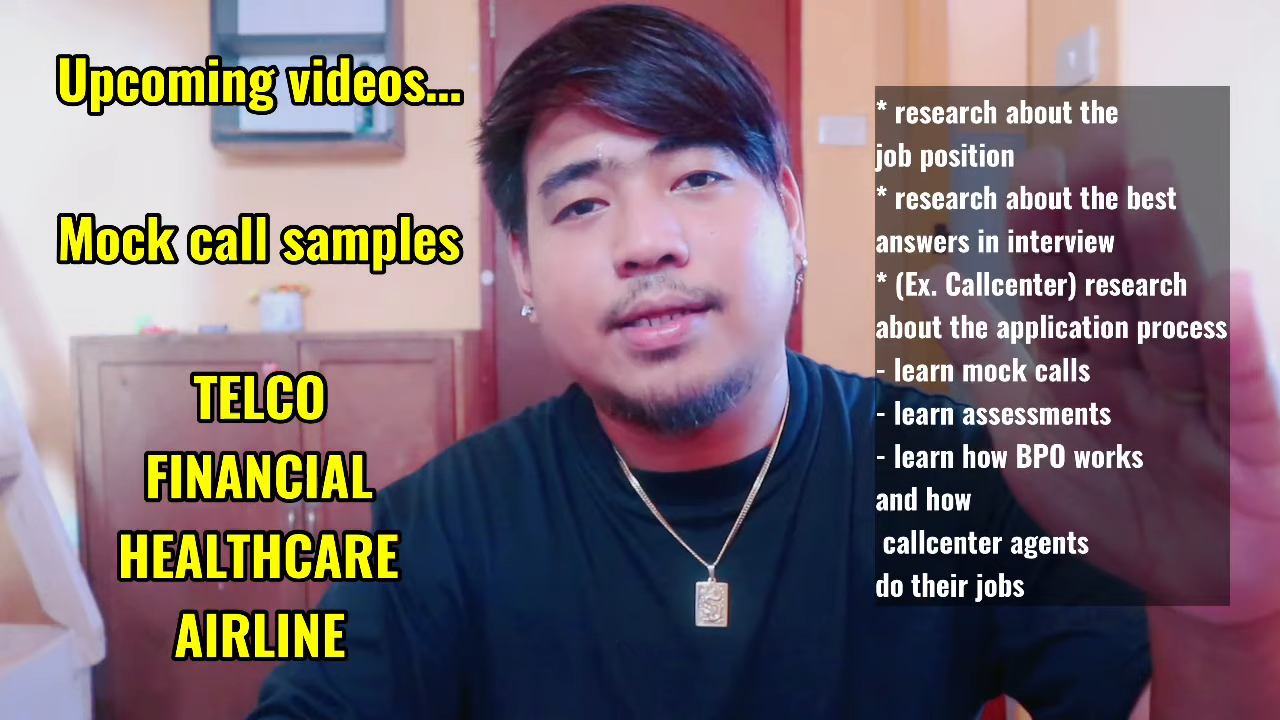 Upcoming videos...
Mock call samples
TELCO
FINANCIAL
HEALTHCARE
AIRLINE
* research about the
job position
* research about the best
answers in interview
* (Ex. Callcenter) research
about the application process
- learn mock calls
- learn assessments
- learn how BPO works
and how
callcenter agents
do their jobs